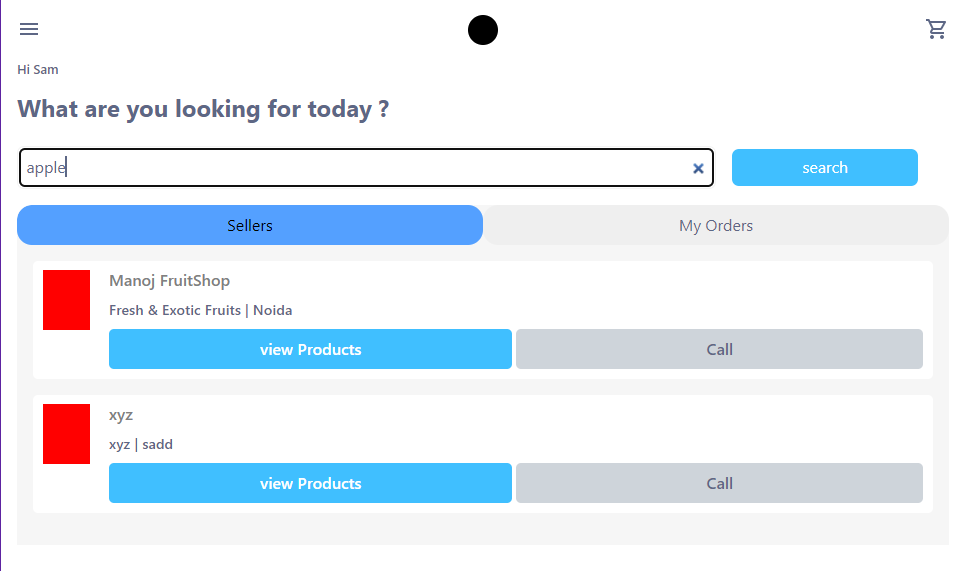 Hi Sam
What are you looking for today ?
apple
search
Sellers
My Orders
Manoj FruitShop
Fresh & Exotic Fruits | Noida
view Products
Call
xyz
xyz | sadd
view Products
Call